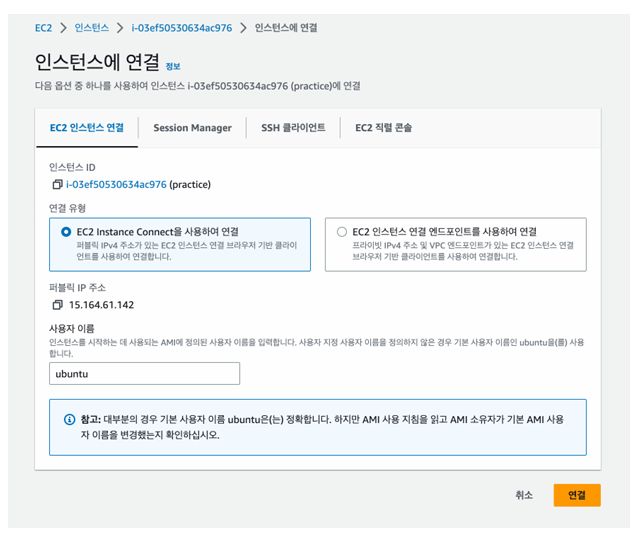 EC2 > 인스턴스 > i-03ef50530634ac976 > 인스턴스에 연결
인스턴스에 연결 정보
다음 옵션 중 하나를 사용하여 인스턴스 i-03ef50530634ac976 (practice)에 연결
EC2 인스턴스 연결 Session Manager SSH 클라이언트 EC2 직렬 콘솔
인스턴스 ID
i-03ef50530634ac976 (practice)
연결 유형
EC2 Instance Connect을 사용하여 연결
퍼블릭 IPv4 주소가 있는 EC2 인스턴스 연결 브라우저 기반 클라이
언트를 사용하여 연결합니다.
EC2 인스턴스 연결 엔드포인트를 사용하여 연결
프라이빗 IPv4 주소 및 VPC 엔드포인트가 있는 EC2 인스턴스 연결
브라우저 기반 클라이언트를 사용하여 연결합니다.
퍼블릭 IP 주소
15.164.61.142
사용자 이름
인스턴스를 시작하는 데 사용되는 AMI에 정의된 사용자 이름을 입력합니다. 사용자 지정 사용자 이름을 정의하지 않은 경우 기본 사용자 이름인 ubuntu을(를) 사용
합니다.
ubuntu
참고: 대부분의 경우 기본 사용자 이름 ubuntu은(는) 정확합니다. 하지만 AMI 사용 지침을 읽고 AMI 소유자가 기본 AMI 사용
자 이름을 변경했는지 확인하십시오.
취소 연결